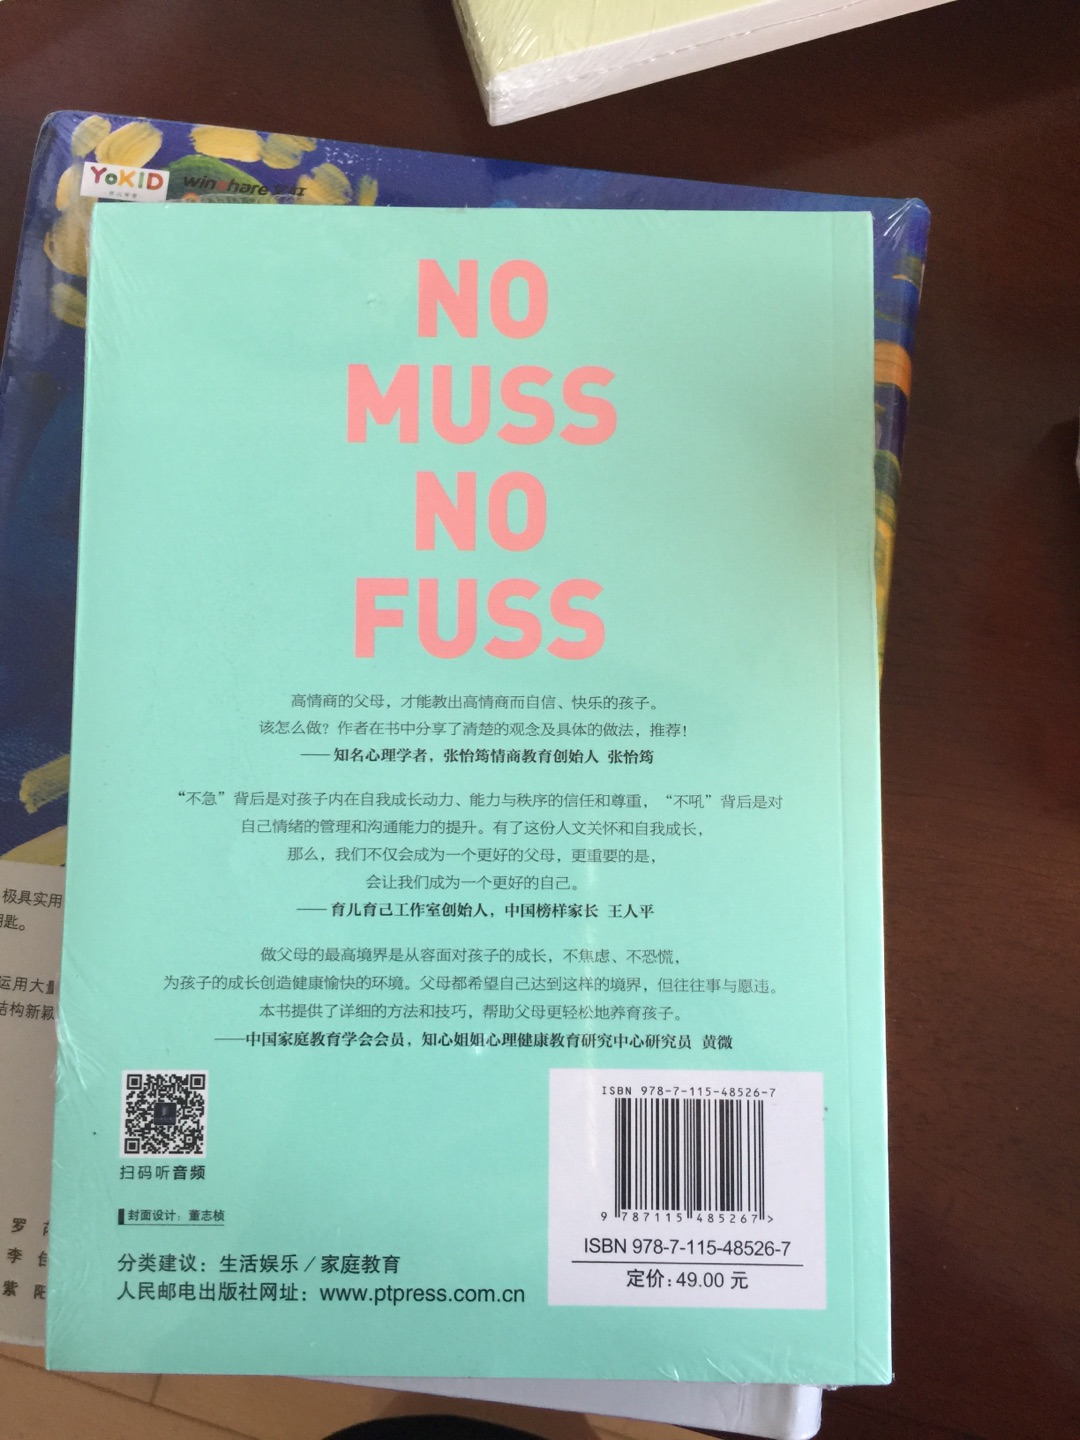 YoKID
winshare
NO
MUSS
NO
FUSS
高情商的父母，才能教出高情商而自信、快乐的孩子。
该怎么做？作者在书中分享了清楚的观念及具体的做法，推荐！
——知名心理学者，张怡筠情商教育创始人 张怡筠
“不急”背后是对孩子内在自我成长动力、能力与秩序的信任和尊重，“不吼”背后是对
自己情绪的管理和沟通能力的提升。有了这份人文关怀和自我成长，
那么，我们不仅会成为一个更好的父母，更重要的是，
会让我们成为一个更好的自己。
——育儿育己工作室创始人，中国榜样家长 王人平
做父母的最高境界是从容面对孩子的成长，不焦虑、不恐慌，
为孩子的成长创造健康愉快的环境。父母都希望自己达到这样的境界，但往往事与愿违。
本书提供了详细的方法和技巧，帮助父母更轻松地养育孩子。
——中国家庭教育学会会员，知心姐姐心理健康教育研究中心研究员 黄微
极具实用
匙。
运用大量
结构新颖
罗
李 佳
紫 阳
扫码听音频
封面设计：董志桢
分类建议：生活娱乐／家庭教育
人民邮电出版社网址：www.ptpress.com.cn
ISBN 978-7-115-48526-7
9 787115 485267 >
ISBN 978-7-115-48526-7
定价：49.00 元